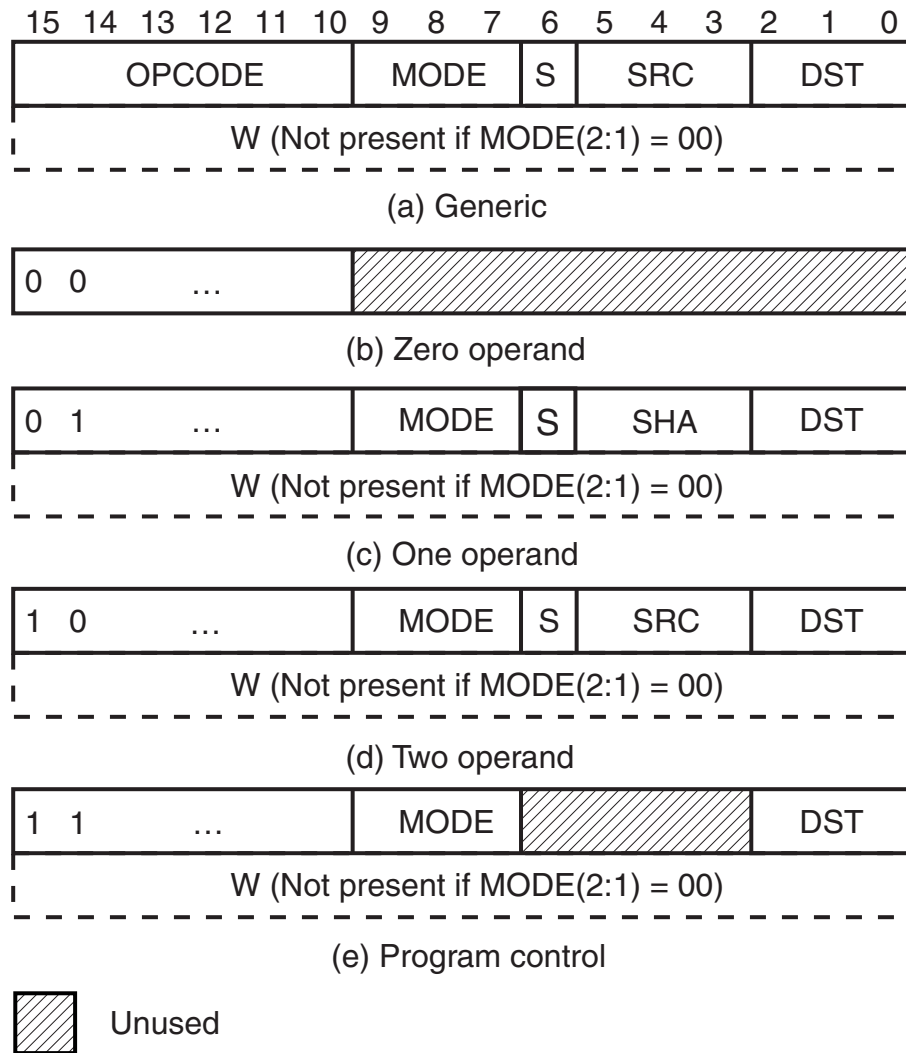 15 14 13 12 11 10 9 8 7 6 5 4 3 2 1 0
OPCODE MODE S SRC DST
W (Not present if MODE(2:1) = 00)
(a) Generic
0 0 ...
(b) Zero operand
0 1 ... MODE S SHA DST
W (Not present if MODE(2:1) = 00)
(c) One operand
1 0 ... MODE S SRC DST
W (Not present if MODE(2:1) = 00)
(d) Two operand
1 1 ... MODE DST
W (Not present if MODE(2:1) = 00)
(e) Program control
Unused